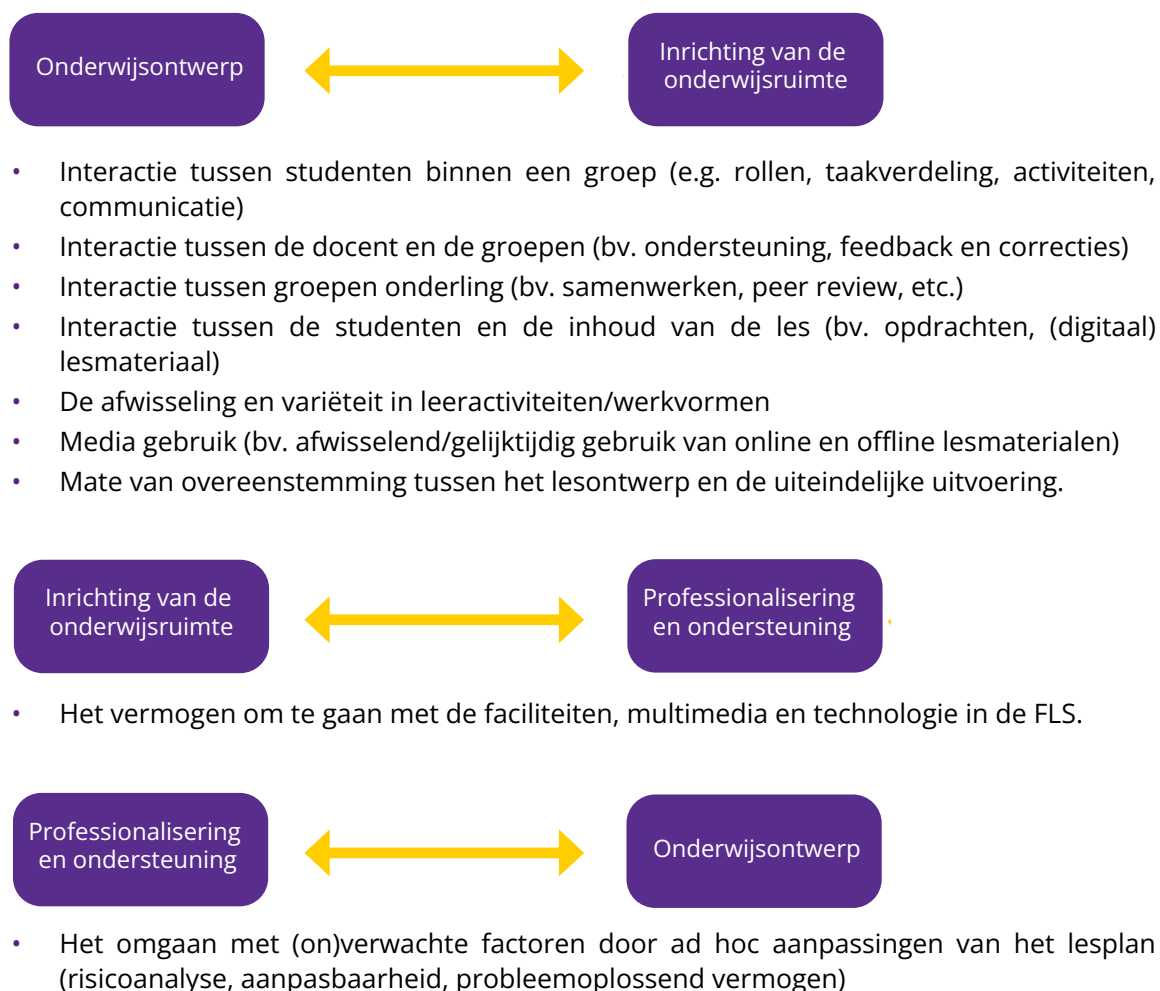 Onderwijsontwerp
Inrichting van de
onderwijsruimte
• Interactie tussen studenten binnen een groep (e.g. rollen, taakverdeling, activiteiten,
communicatie)
• Interactie tussen de docent en de groepen (bv. ondersteuning, feedback en correcties)
• Interactie tussen groepen onderling (bv. samenwerken, peer review, etc.)
• Interactie tussen de studenten en de inhoud van de les (bv. opdrachten, (digitaal)
lesmateriaal)
• De afwisseling en variëteit in leeractiviteiten/werkvormen
• Media gebruik (bv. afwisselend/gelijktijdig gebruik van online en offline lesmaterialen)
• Mate van overeenstemming tussen het lesontwerp en de uiteindelijke uitvoering.
Inrichting van de
onderwijsruimte
Professionalisering
en ondersteuning
• Het vermogen om te gaan met de faciliteiten, multimedia en technologie in de FLS.
Professionalisering
en ondersteuning
Onderwijsontwerp
• Het omgaan met (on)verwachte factoren door ad hoc aanpassingen van het lesplan
(risicoanalyse, aanpasbaarheid, probleemoplossend vermogen)